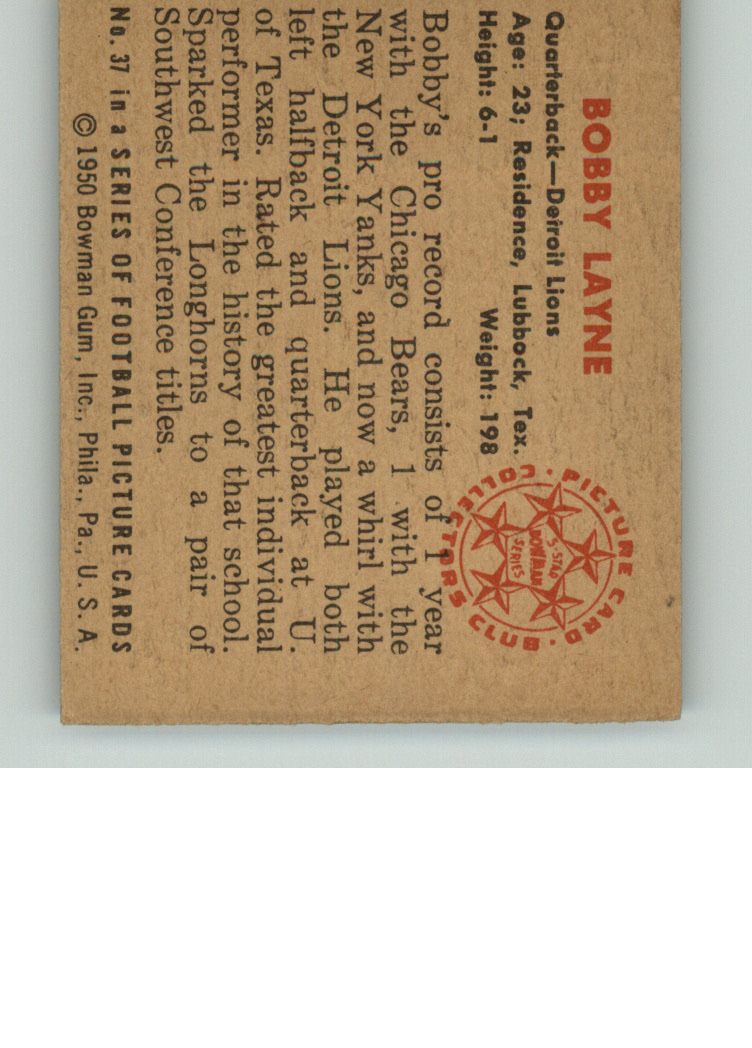 BOBBY LAYNE
Quarterback—Detroit Lions
Age: 23; Residence, Lubbock, Tex.
Height: 6-1 Weight: 198
PICTURE CARD COLLECTORS CLUB
5-STAR
BOWMAN
SERIES
Bobby's pro record consists of 1 year
with the Chicago Bears, 1 with the
New York Yanks, and now a whirl with
the Detroit Lions. He played both
left halfback and quarterback at U.
of Texas. Rated the greatest individual
performer in the history of that school.
Sparked the Longhorns to a pair of
Southwest Conference titles.
No. 37 in a SERIES OF FOOTBALL PICTURE CARDS
© 1950 Bowman Gum, Inc., Phila., Pa., U. S. A.